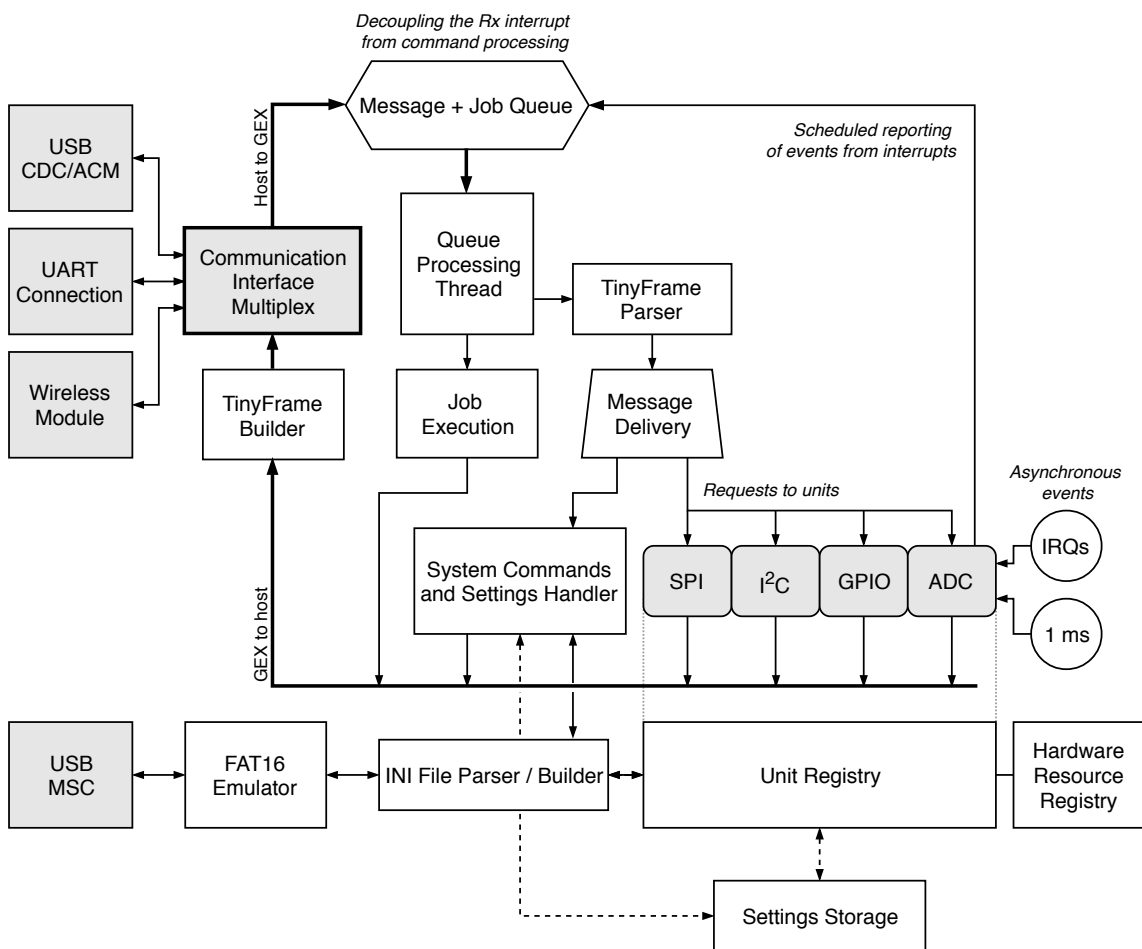 Decoupling the Rx interrupt
from command processing
Message + Job Queue
Host to GEX
Scheduled reporting
of events from interrupts
USB
CDC/ACM
UART
Connection
Wireless
Module
Communication
Interface
Multiplex
Queue
Processing
Thread
TinyFrame
Parser
TinyFrame
Builder
Job
Execution
Message
Delivery
Requests to units
Asynchronous
events
IRQs
1 ms
System Commands
and Settings Handler
SPI
I²C
GPIO
ADC
GEX to host
USB
MSC
FAT16
Emulator
INI File Parser / Builder
Unit Registry
Hardware
Resource
Registry
Settings Storage